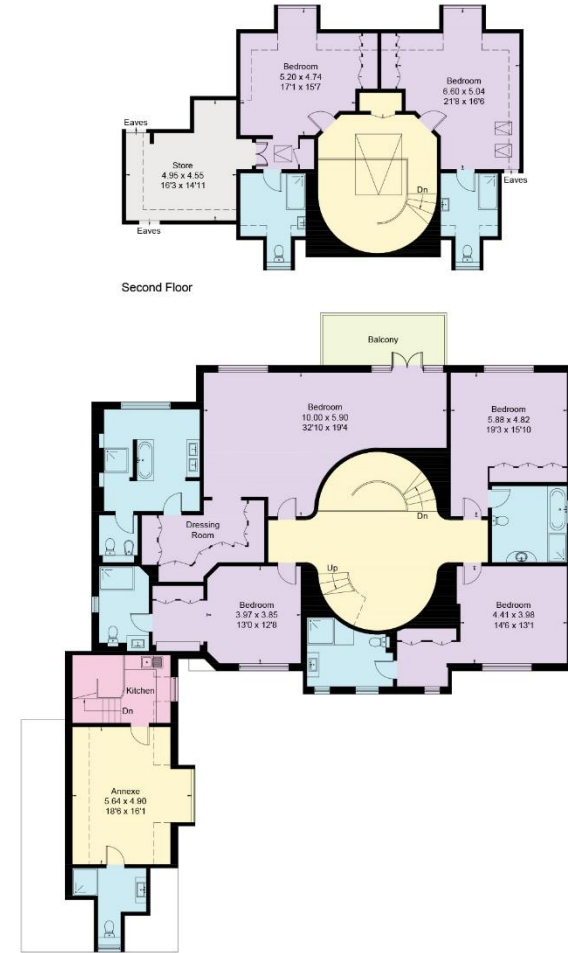 Bedroom
5.20 x 4.74
17'1 x 15'7
Bedroom
6.60 x 5.04
21'8 x 16'6
Eaves
Store
4.95 x 4.55
16'3 x 14'11
Dn
Eaves
Eaves
Second Floor
Balcony
Bedroom
10.00 x 5.90
32'10 x 19'4
Bedroom
5.88 x 4.82
19'3 x 15'10
Dn
Dressing
Room
Up
Bedroom
3.97 x 3.85
13'0 x 12'8
Bedroom
4.41 x 3.98
14'6 x 13'1
Kitchen
Dn
Annexe
5.64 x 4.90
18'6 x 16'1